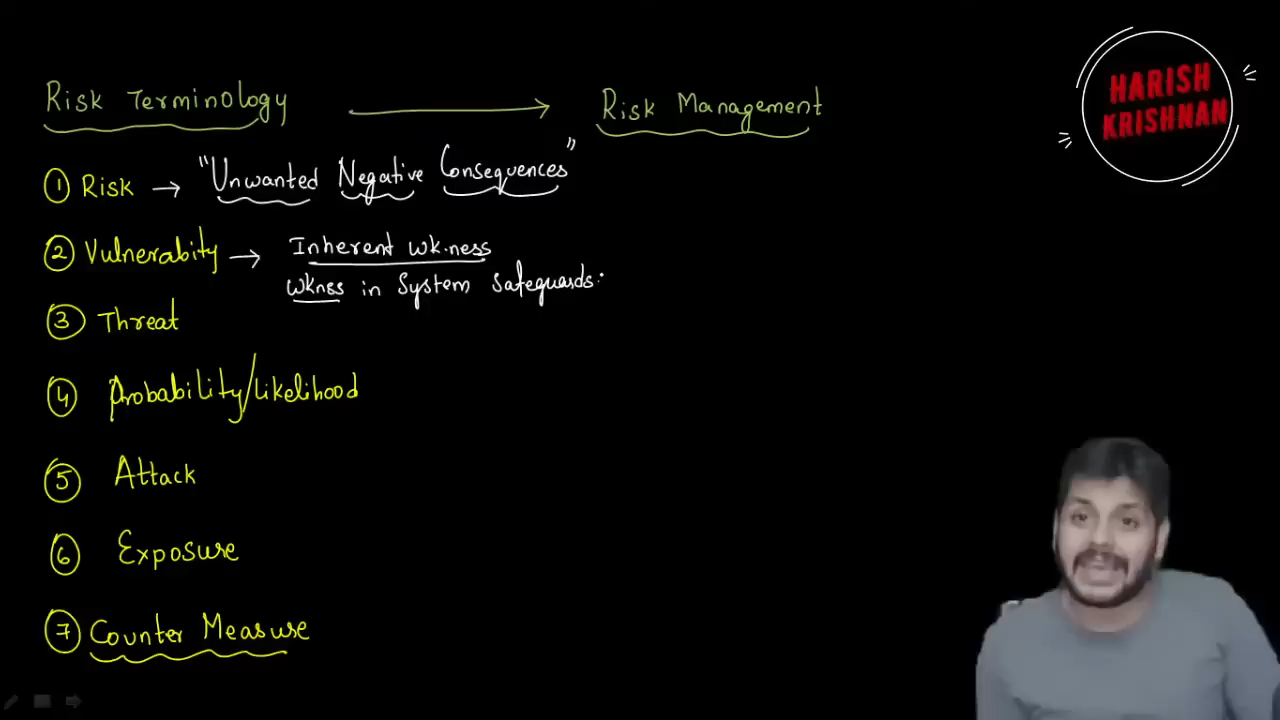 Risk Terminology → Risk Management
HARISH
KRISHNAN
① Risk → "Unwanted Negative Consequences"
② Vulnerabity → Inherent wk.ness
wknss in System Safeguards.
③ Threat
④ Probability/likelihood
⑤ Attack
⑥ Exposure
⑦ Counter Measure